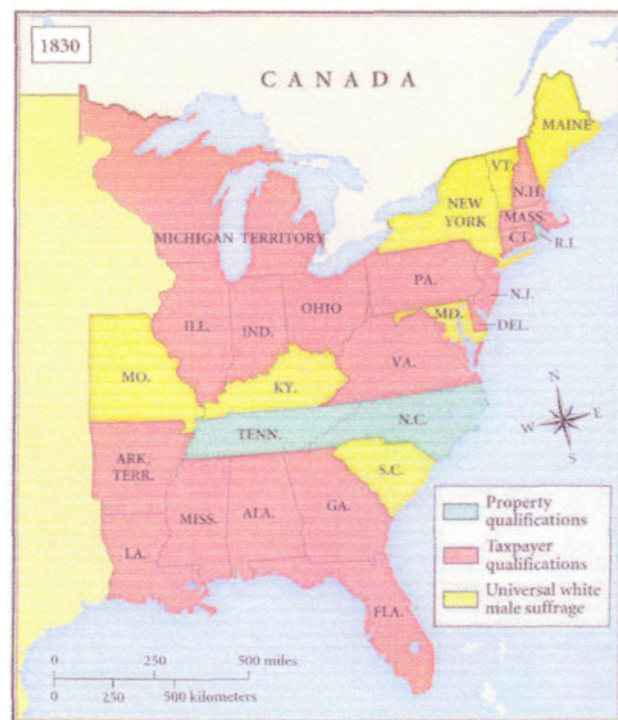 1830
CANADA
MAINE
VT.
N.H.
NEW
YORK
MASS.
CT.
R.I.
MICHIGAN TERRITORY
PA.
N.J.
OHIO
ILL.
IND.
MD.
DEL.
VA.
MO.
KY.
N
W E
S
N.C.
TENN.
ARK.
TERR.
S.C.
MISS.
ALA.
GA.
LA.
FLA.
Property
qualifications
Taxpayer
qualifications
Universal white
male suffrage
0 250 500 miles
0 250 500 kilometers